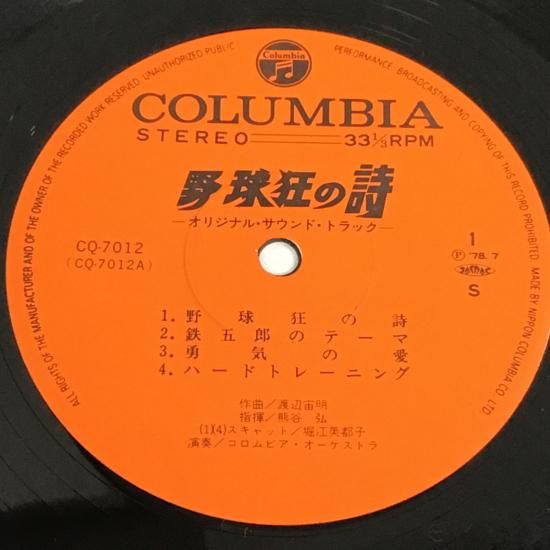 Columbia
COLUMBIA
STEREO 33 1/3 RPM
野球狂の詩
―オリジナル・サウンド・トラック―
CQ-7012
(CQ-7012A)
1
Ⓟ '78.7
JASRAC
S
1. 野球狂の詩
2. 鉄五郎のテーマ
3. 勇気の愛
4. ハードトレーニング
作曲/渡辺宙明
指揮/熊谷 弘
(1)(4)スキャット/堀江美都子
演奏/コロムビア・オーケストラ
ALL RIGHTS OF THE MANUFACTURER AND OF THE OWNER OF THE RECORDED WORK RESERVED. UNAUTHORIZED PUBLIC PERFORMANCE, BROADCASTING AND COPYING OF THIS RECORD PROHIBITED. MADE BY NIPPON COLUMBIA CO. LTD.